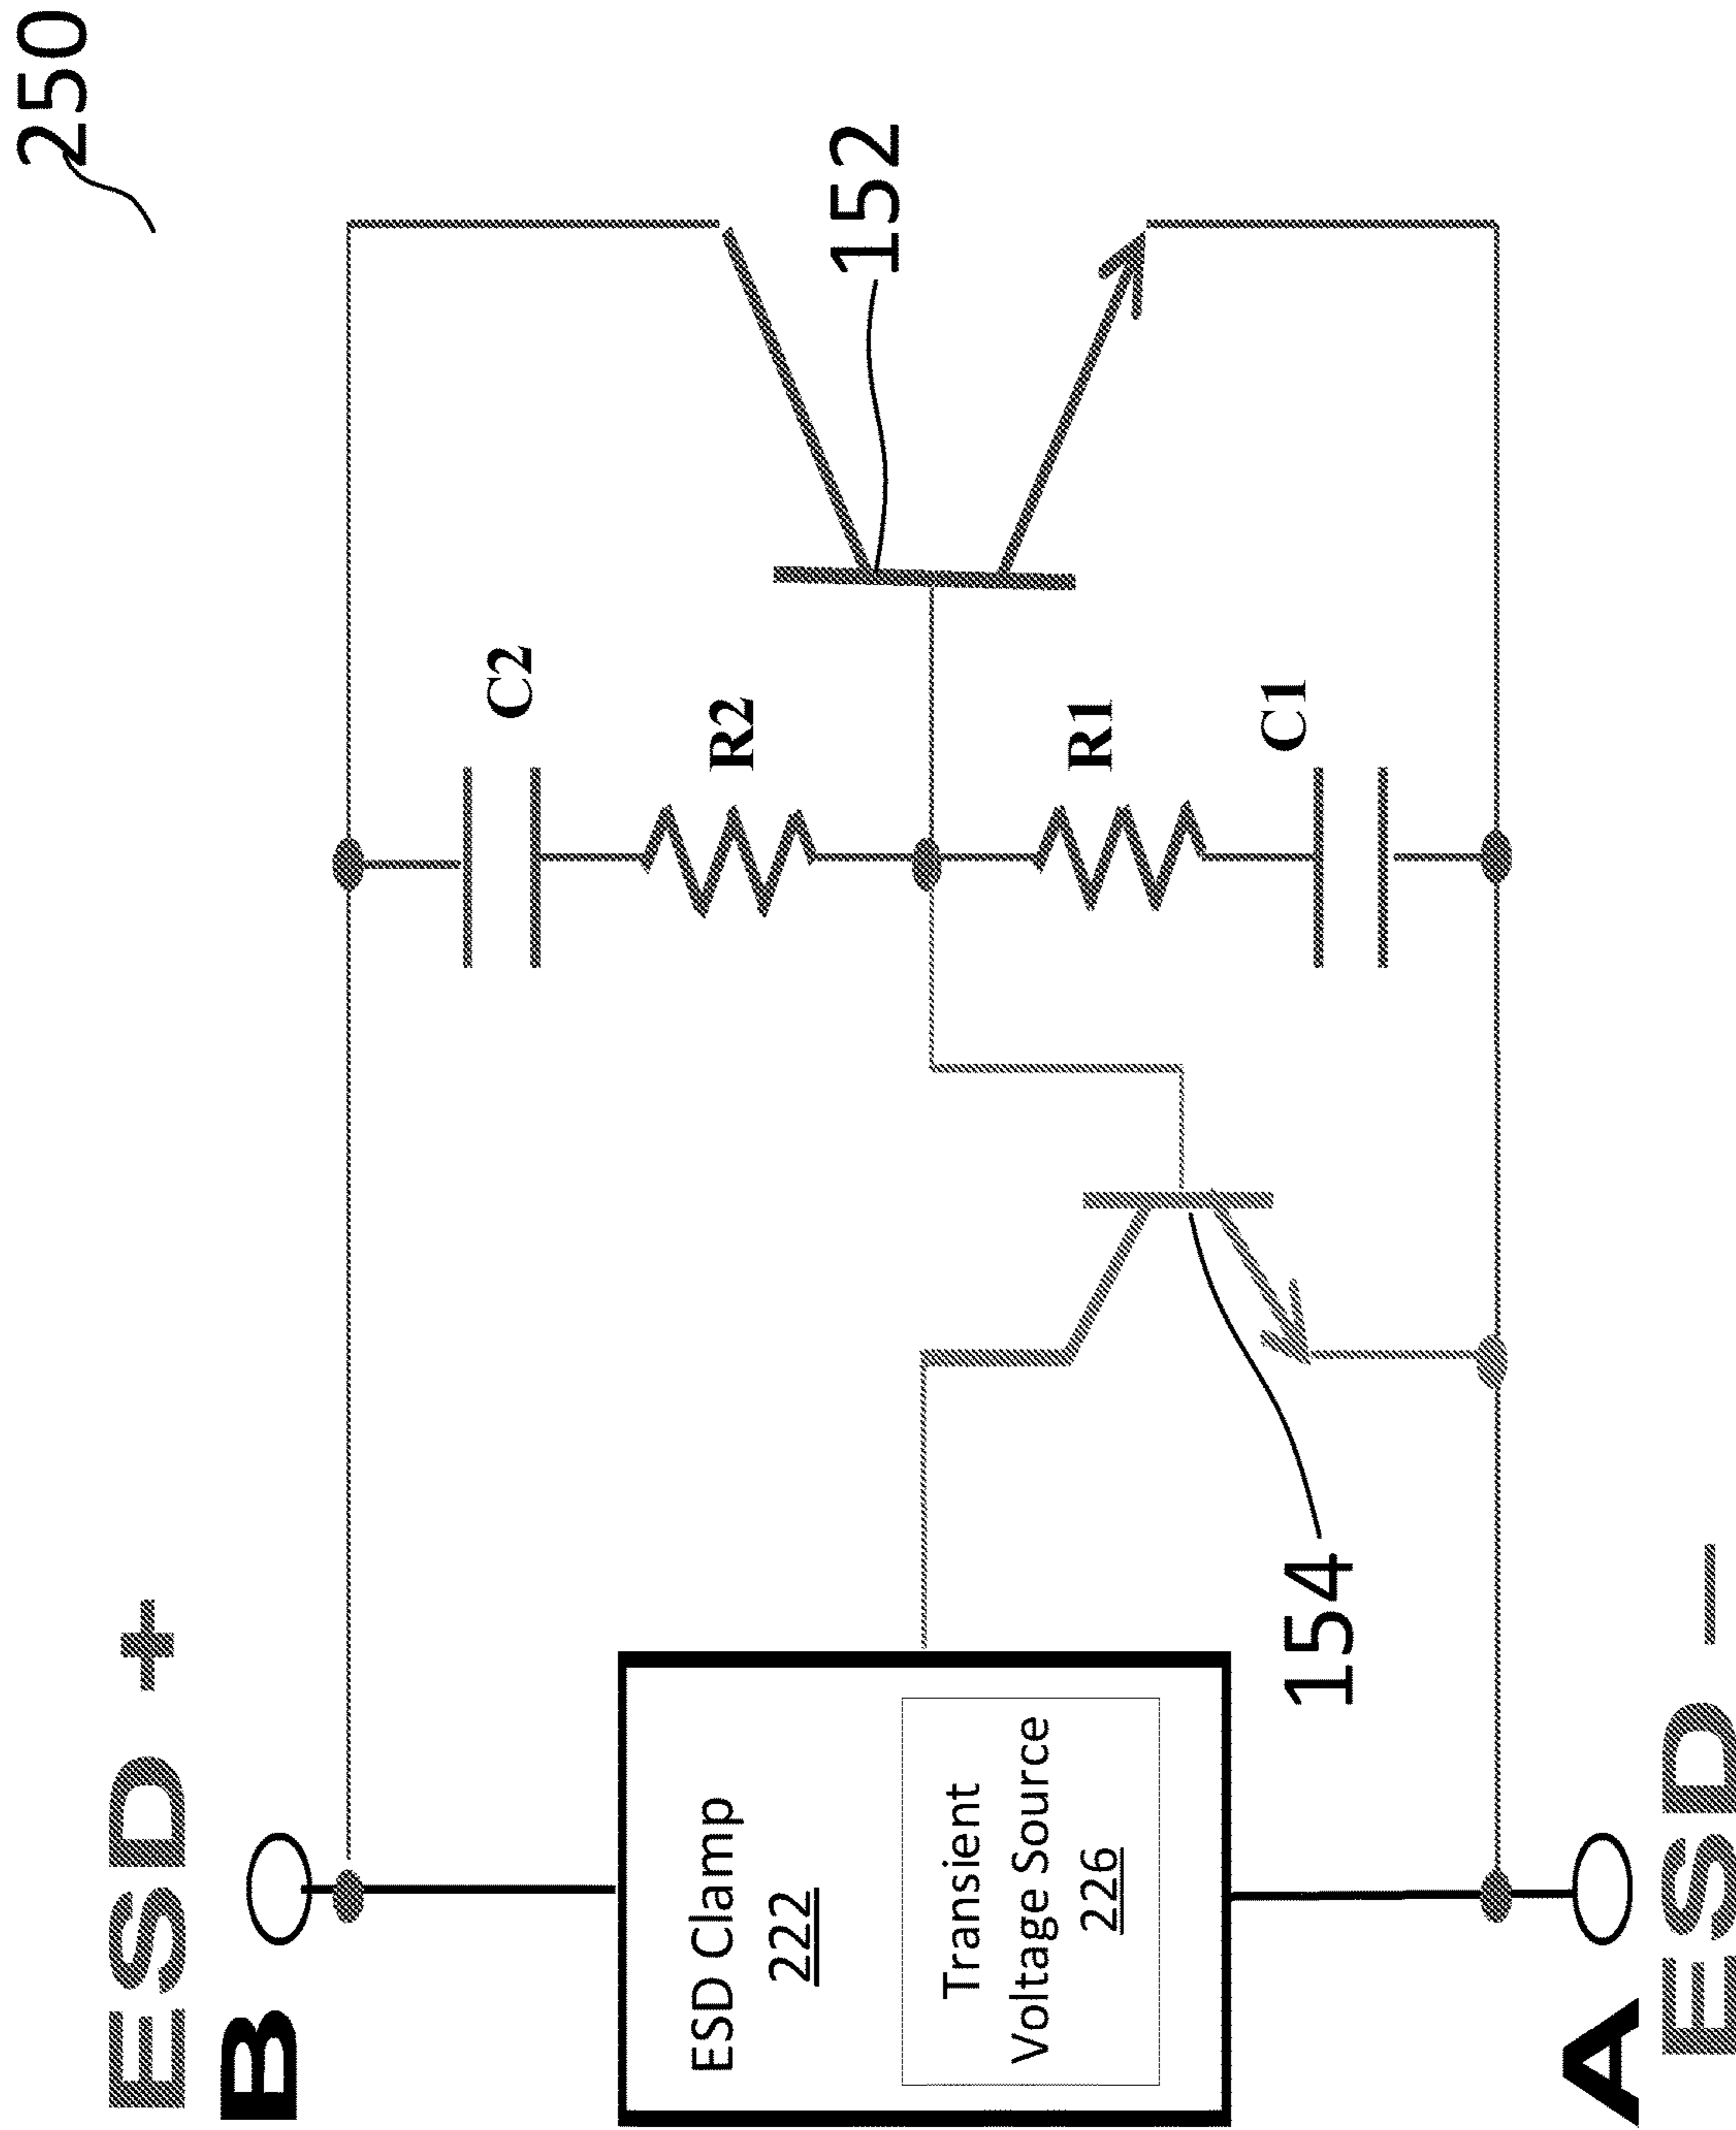 250
ESD +
B
152
C2
R2
R1
C1
ESD Clamp
222
Transient
Voltage Source
226
154
A
ESD −